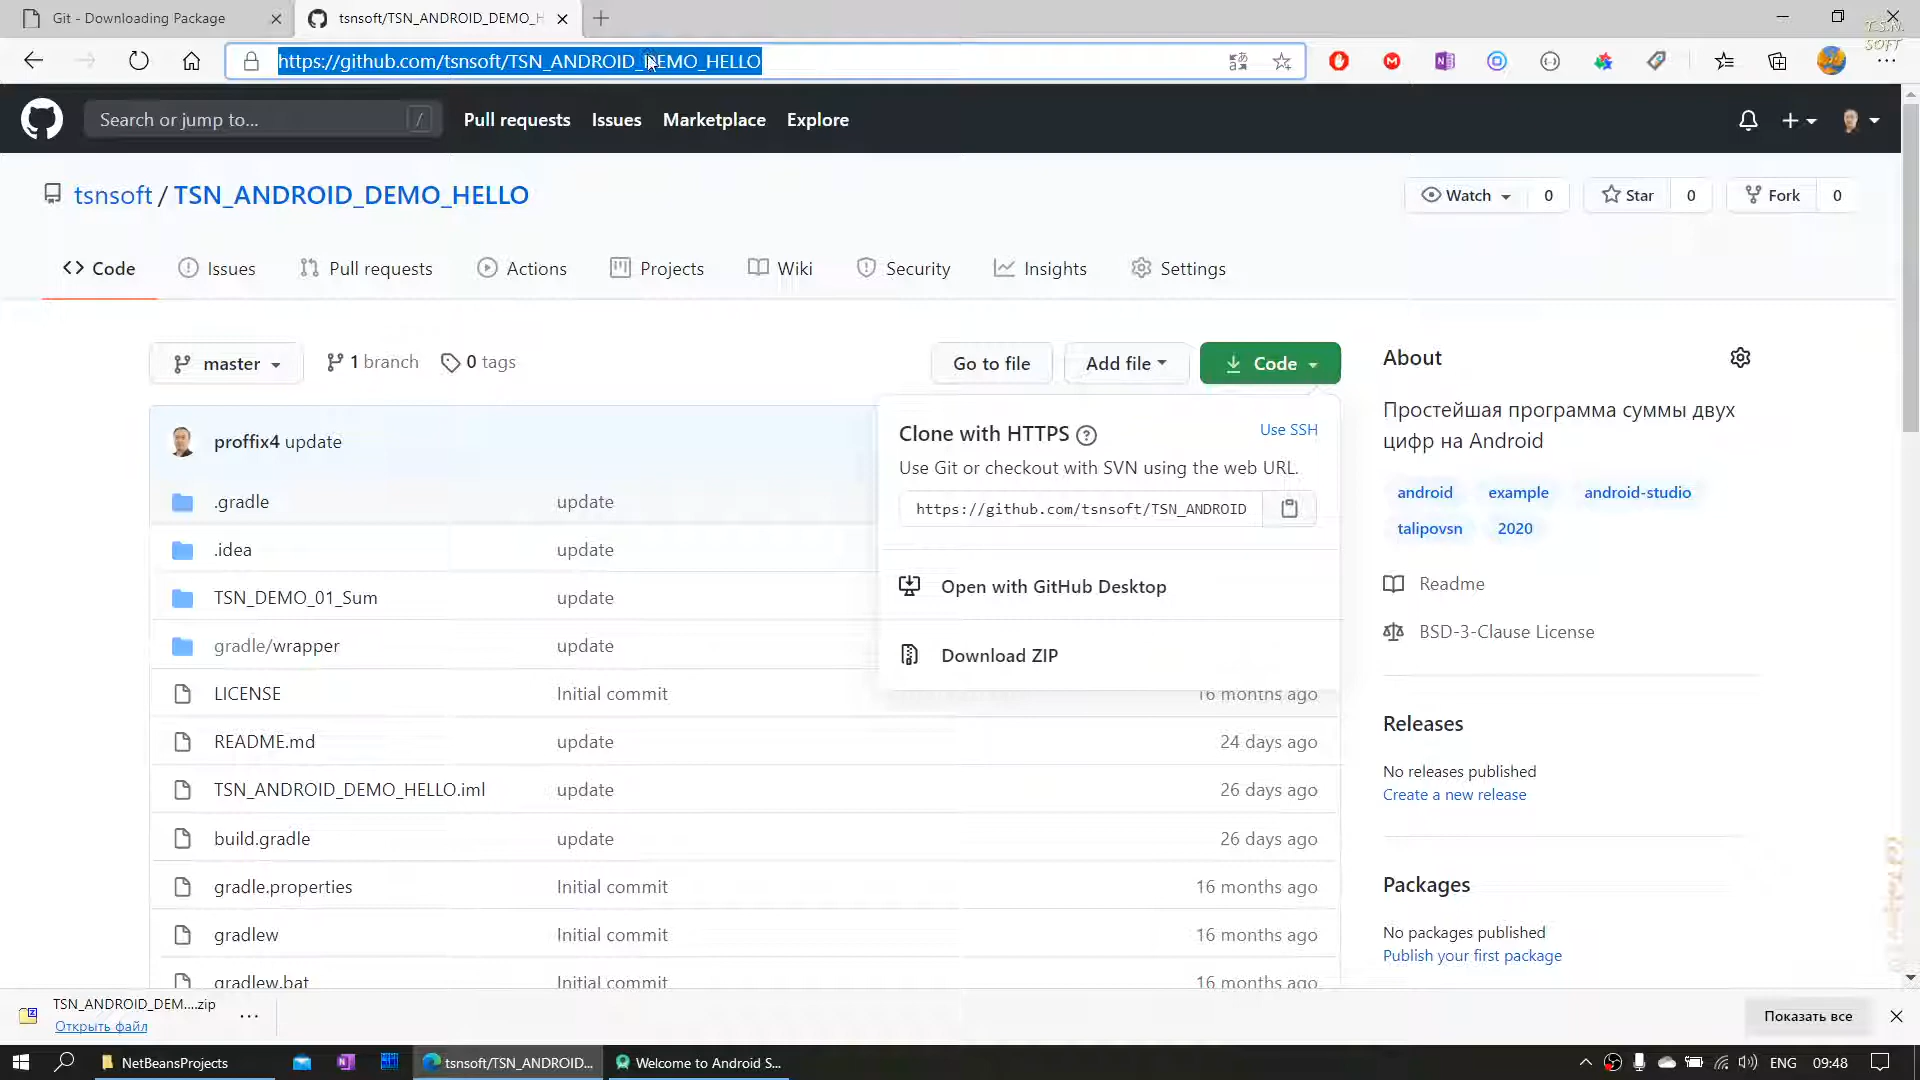 Git - Downloading Package
tsnsoft/TSN_ANDROID_DEMO_H
T.S.N.
SOFT
https://github.com/tsnsoft/TSN_ANDROID_DEMO_HELLO
Search or jump to...
/
Pull requests
Issues
Marketplace
Explore
tsnsoft / TSN_ANDROID_DEMO_HELLO
Watch
0
Star
0
Fork
0
Code
Issues
Pull requests
Actions
Projects
Wiki
Security
Insights
Settings
master
1 branch
0 tags
Go to file
Add file
Code
Clone with HTTPS
Use SSH
Use Git or checkout with SVN using the web URL.
https://github.com/tsnsoft/TSN_ANDROID
Open with GitHub Desktop
Download ZIP
proffix4 update
.gradle
update
.idea
update
TSN_DEMO_01_Sum
update
gradle/wrapper
update
LICENSE
Initial commit
16 months ago
README.md
update
24 days ago
TSN_ANDROID_DEMO_HELLO.iml
update
26 days ago
build.gradle
update
26 days ago
gradle.properties
Initial commit
16 months ago
gradlew
Initial commit
16 months ago
gradlew.bat
Initial commit
16 months ago
About
Простейшая программа суммы двух
цифр на Android
android
example
android-studio
talipovsn
2020
Readme
BSD-3-Clause License
Releases
No releases published
Create a new release
Packages
No packages published
Publish your first package
TSN_ANDROID_DEM....zip
Открыть файл
Показать все
NetBeansProjects
tsnsoft/TSN_ANDROID...
Welcome to Android S...
ENG
09:48